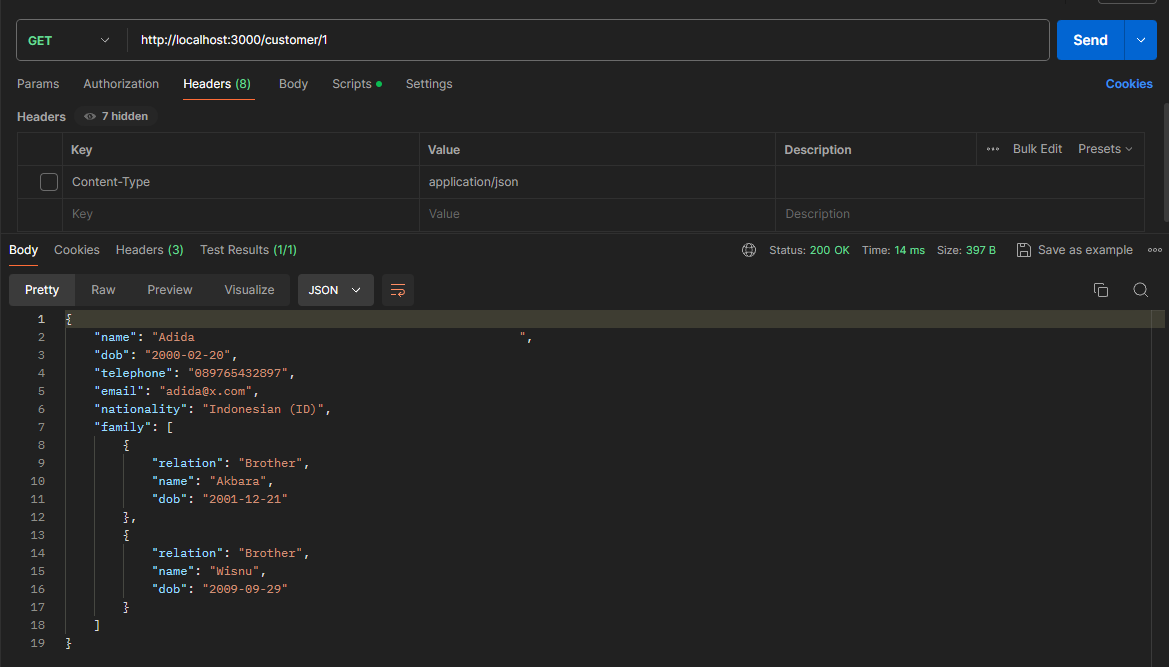 GET http://localhost:3000/customer/1 Send
Params Authorization Headers (8) Body Scripts Settings Cookies
Headers 7 hidden
Key Value Description Bulk Edit Presets
Content-Type application/json
Key Value Description
Body Cookies Headers (3) Test Results (1/1) Status: 200 OK Time: 14 ms Size: 397 B Save as example
Pretty Raw Preview Visualize JSON
1 {
2 "name": "Adida                                             ",
3 "dob": "2000-02-20",
4 "telephone": "089765432897",
5 "email": "adida@x.com",
6 "nationality": "Indonesian (ID)",
7 "family": [
8 {
9 "relation": "Brother",
10 "name": "Akbara",
11 "dob": "2001-12-21"
12 },
13 {
14 "relation": "Brother",
15 "name": "Wisnu",
16 "dob": "2009-09-29"
17 }
18 ]
19 }